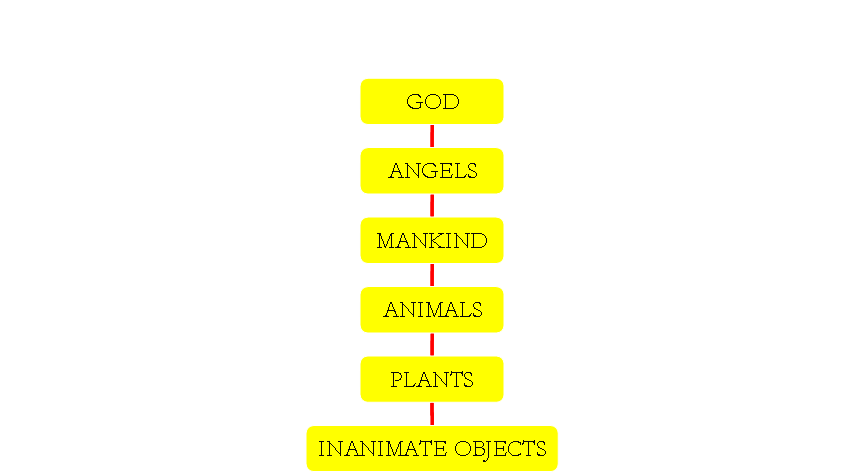 GOD
ANGELS
MANKIND
ANIMALS
PLANTS
INANIMATE OBJECTS